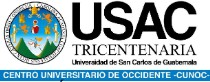 USAC
TRICENTENARIA
Universidad de San Carlos de Guatemala
CENTRO UNIVERSITARIO DE OCCIDENTE -CUNOC-